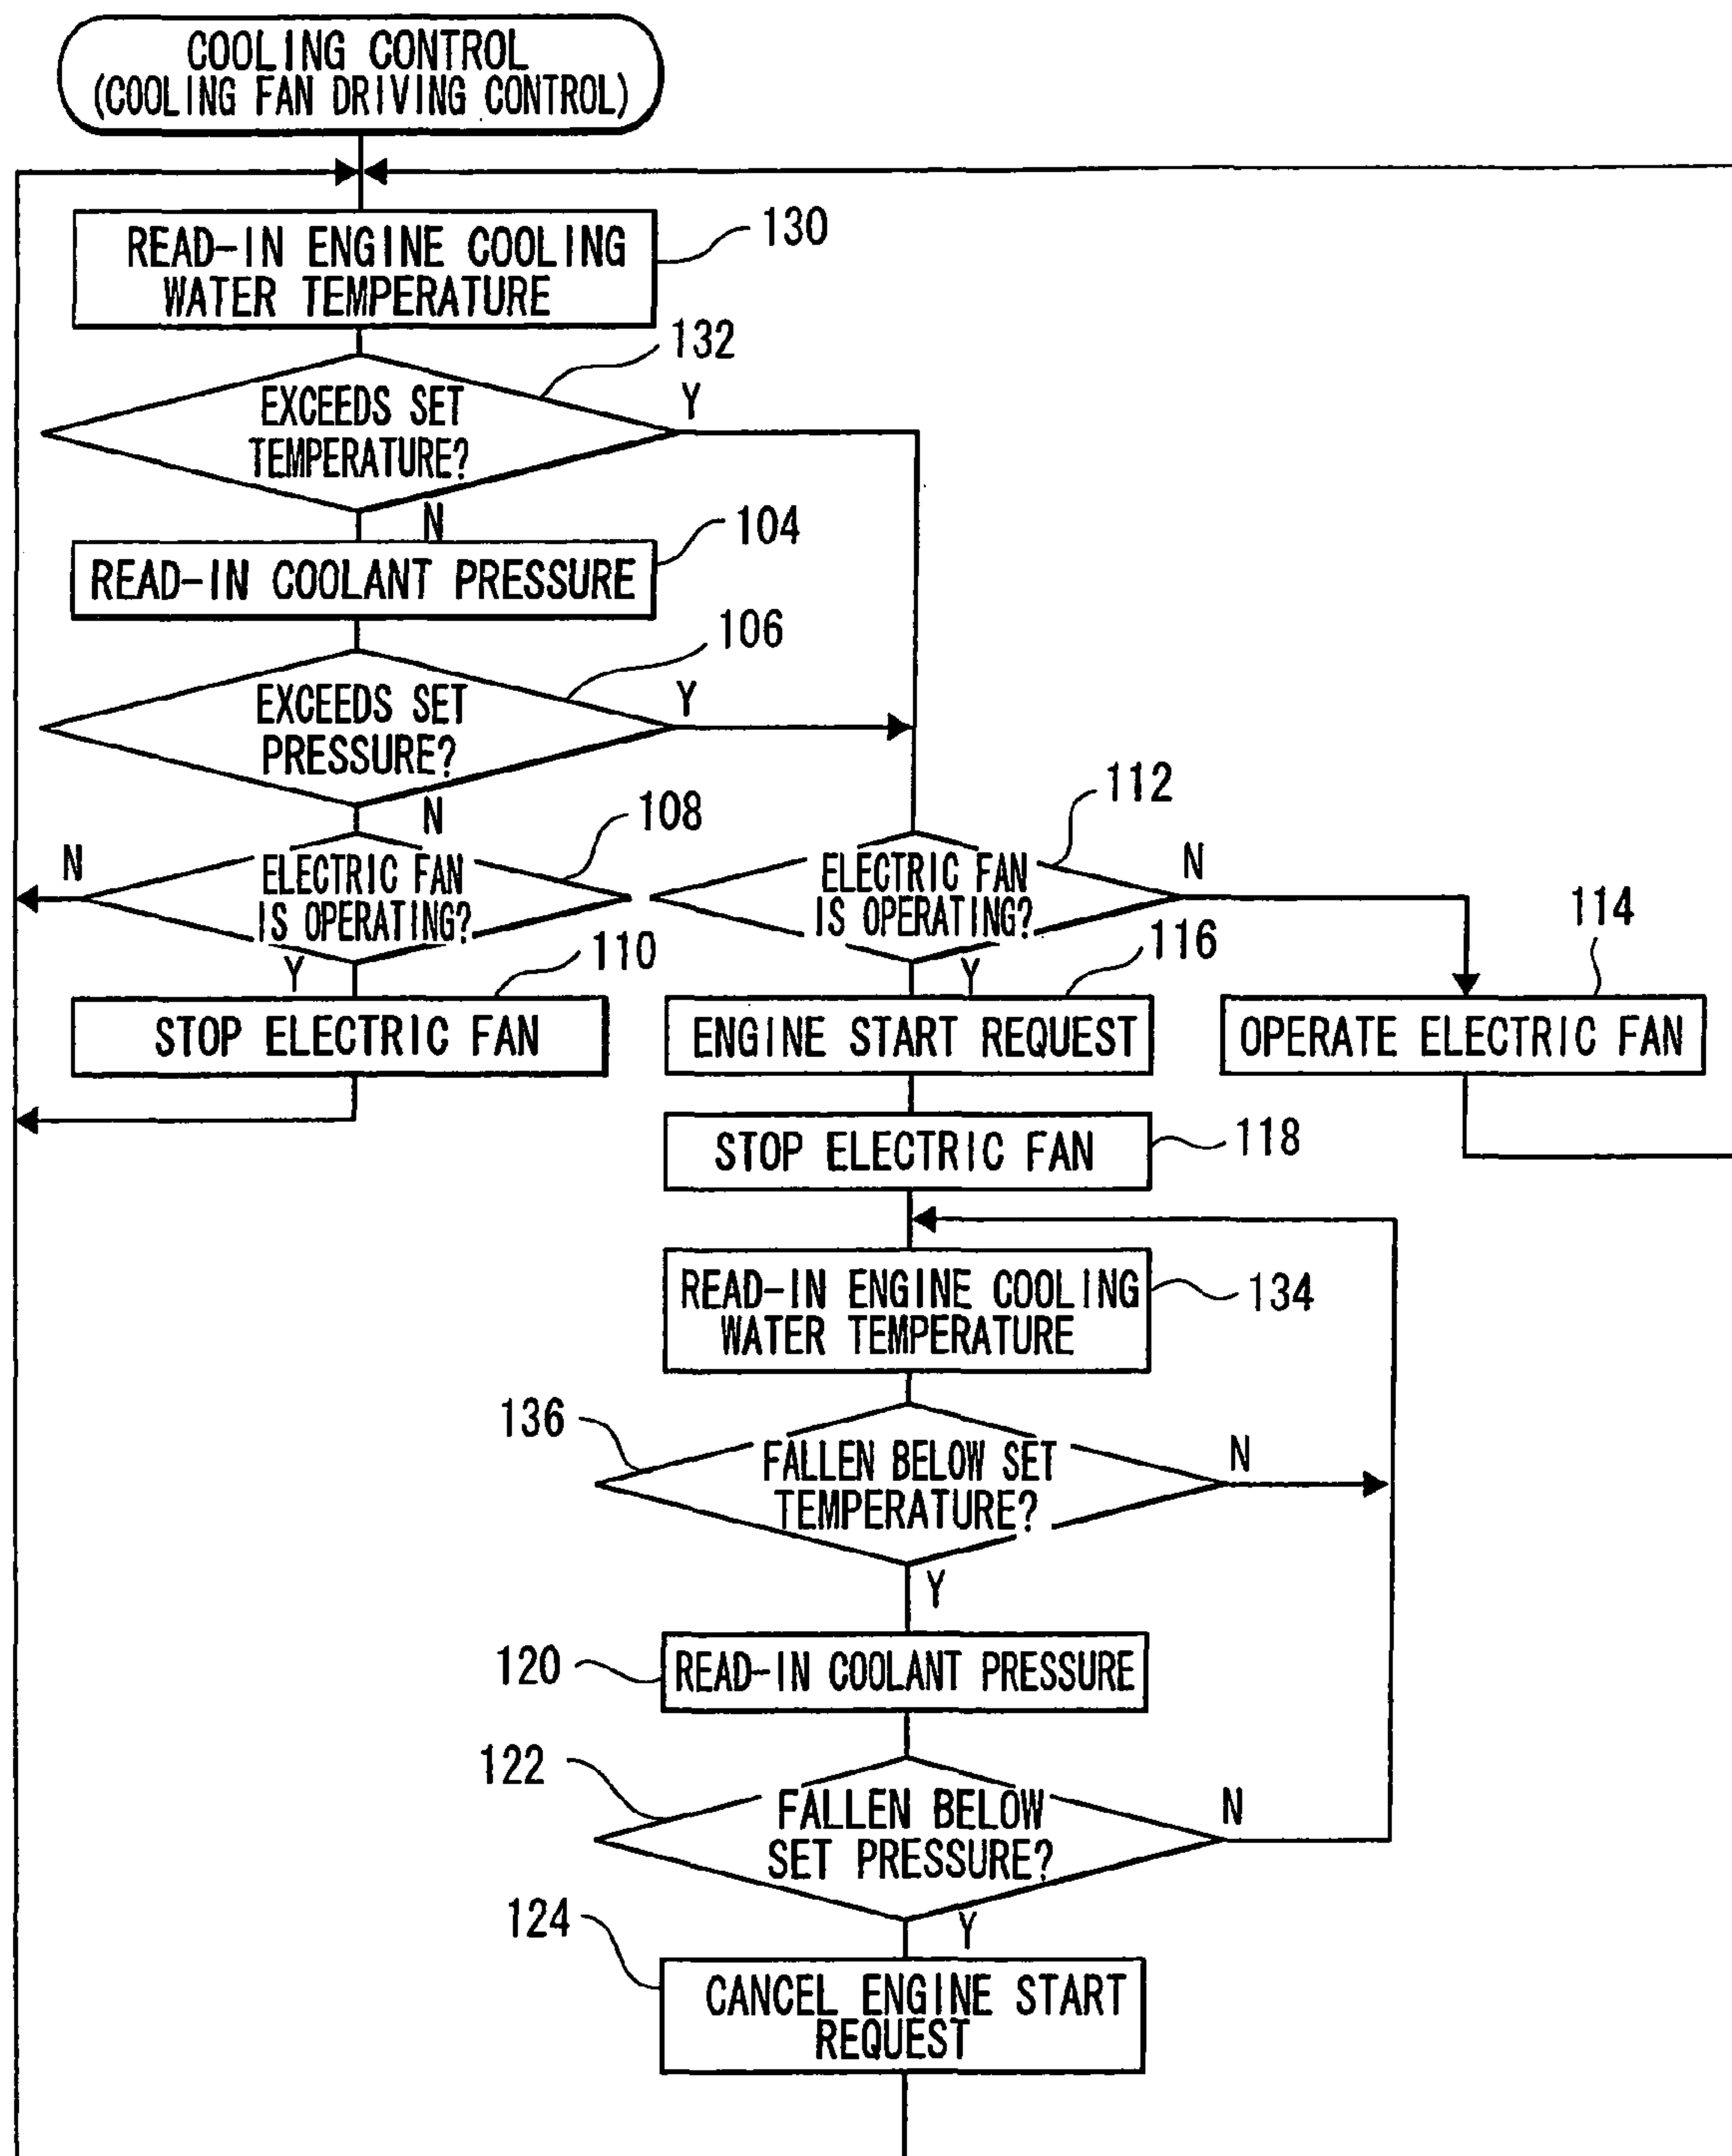 COOLING CONTROL
(COOLING FAN DRIVING CONTROL)
READ-IN ENGINE COOLING
WATER TEMPERATURE
130
132
EXCEEDS SET
TEMPERATURE?
Y
N
READ-IN COOLANT PRESSURE
104
106
EXCEEDS SET
PRESSURE?
Y
N
108
ELECTRIC FAN
IS OPERATING?
N
Y
110
STOP ELECTRIC FAN
112
ELECTRIC FAN
IS OPERATING?
N
Y
114
OPERATE ELECTRIC FAN
116
ENGINE START REQUEST
STOP ELECTRIC FAN
118
READ-IN ENGINE COOLING
WATER TEMPERATURE
134
136
FALLEN BELOW SET
TEMPERATURE?
N
Y
120
READ-IN COOLANT PRESSURE
122
FALLEN BELOW
SET PRESSURE?
N
Y
124
CANCEL ENGINE START
REQUEST